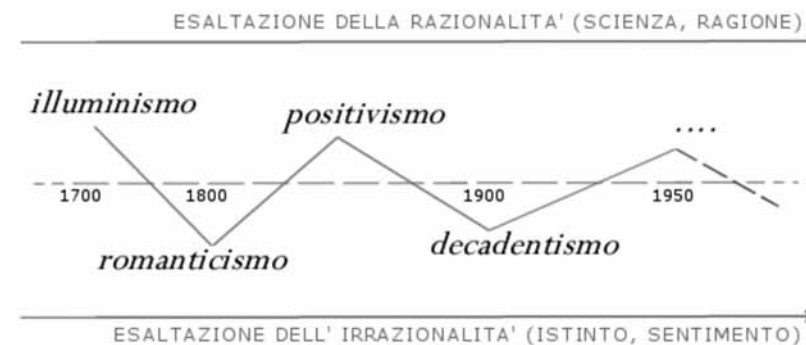 ESALTAZIONE DELLA RAZIONALITA' (SCIENZA, RAGIONE)
illuminismo
positivismo
....
1700
1800
1900
1950
romanticismo
decadentismo
ESALTAZIONE DELL' IRRAZIONALITA' (ISTINTO, SENTIMENTO)